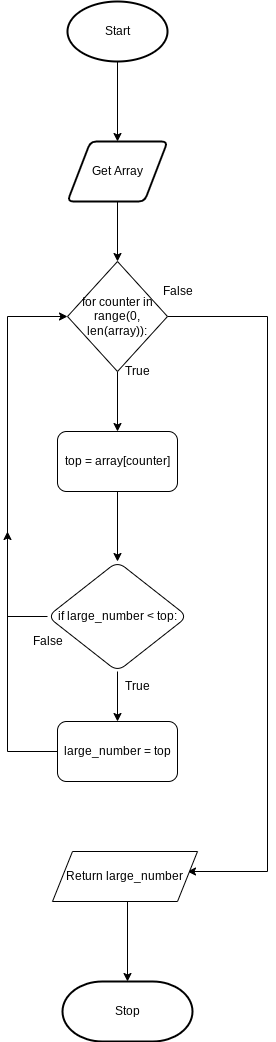 Start
Get Array
for counter in
range(0,
len(array)):
False
True
top = array[counter]
if large_number < top:
False
True
large_number = top
Return large_number
Stop